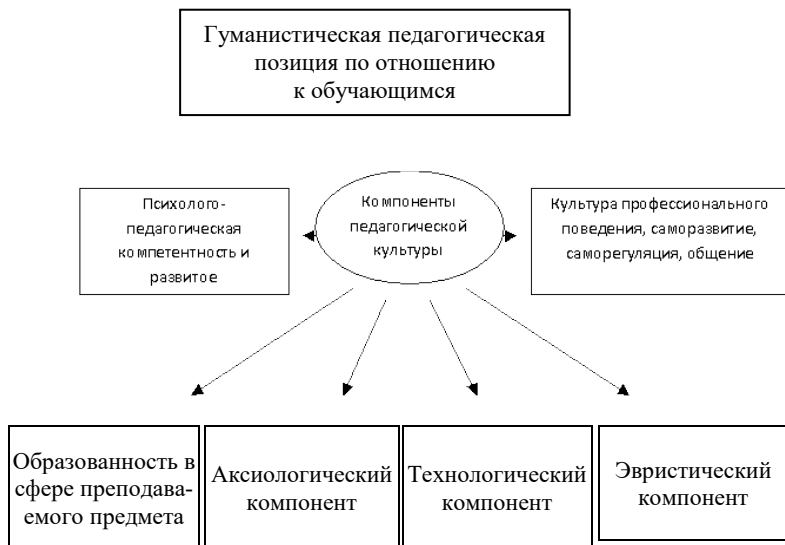 Гуманистическая педагогическая
позиция по отношению
к обучающимся
Психолого-
педагогическая
компетентность и
развитое
Компоненты
педагогической
культуры
Культура профессионального
поведения, саморазвитие,
саморегуляция, общение
Образованность в
сфере преподава-
емого предмета
Аксиологический
компонент
Технологический
компонент
Эвристический
компонент